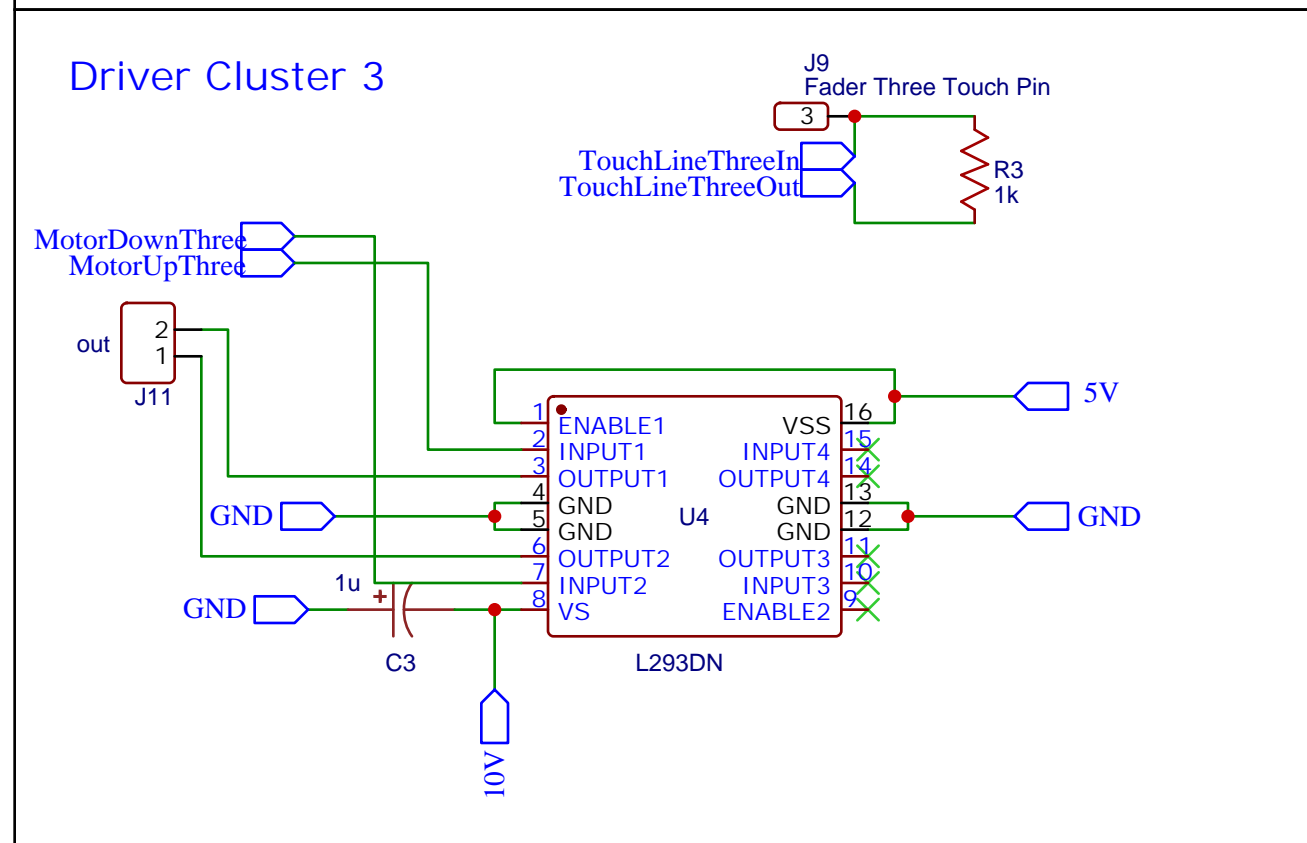 Driver Cluster 3
J9
Fader Three Touch Pin
3
TouchLineThreeIn
TouchLineThreeOut
R3
1k
MotorDownThree
MotorUpThree
out
2
1
J11
5V
1
ENABLE1
VSS
16
2
INPUT1
INPUT4
15
3
OUTPUT1
OUTPUT4
14
4
GND
GND
13
GND
U4
GND
5
GND
GND
12
6
OUTPUT2
OUTPUT3
11
7
INPUT2
INPUT3
10
8
VS
ENABLE2
9
1u
+
GND
C3
L293DN
10V